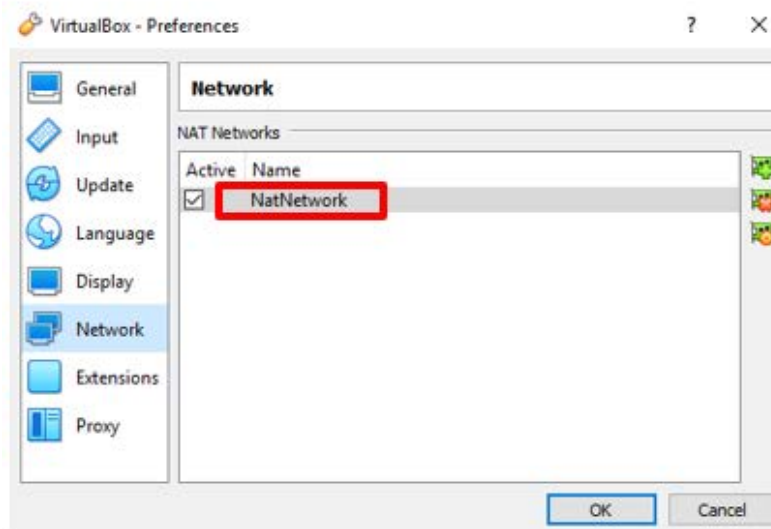 VirtualBox - Preferences
?
General
Input
Update
Language
Display
Network
Extensions
Proxy
Network
NAT Networks
Active Name
NatNetwork
OK
Cancel